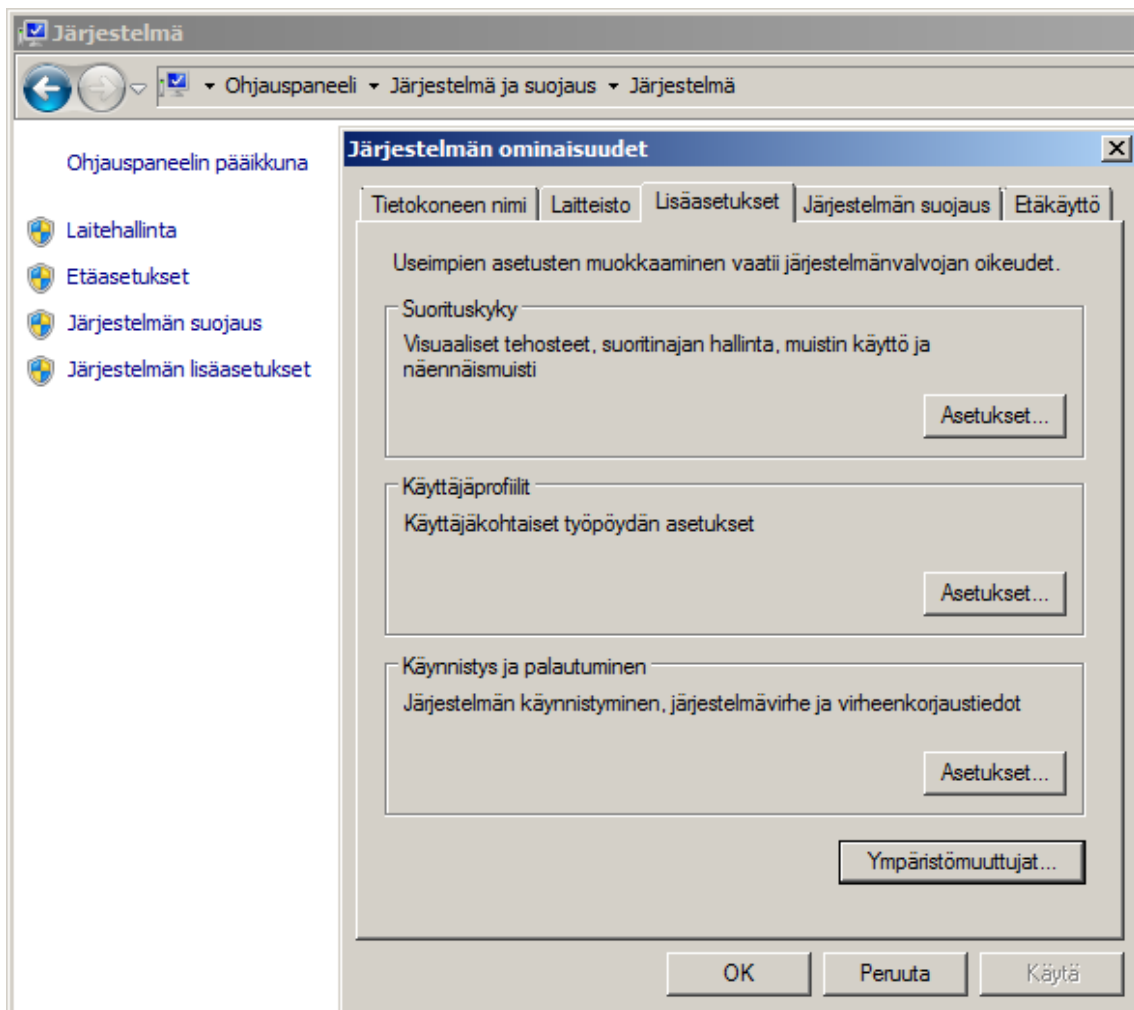 Järjestelmä
Ohjauspaneeli Järjestelmä ja suojaus Järjestelmä
Ohjauspaneelin pääikkuna
Laitehallinta
Etäasetukset
Järjestelmän suojaus
Järjestelmän lisäasetukset
Järjestelmän ominaisuudet
Tietokoneen nimi Laitteisto Lisäasetukset Järjestelmän suojaus Etäkäyttö
Useimpien asetusten muokkaaminen vaatii järjestelmänvalvojan oikeudet.
Suorituskyky
Visuaaliset tehosteet, suoritinajan hallinta, muistin käyttö ja
näennäismuisti
Asetukset...
Käyttäjäprofiilit
Käyttäjäkohtaiset työpöydän asetukset
Asetukset...
Käynnistys ja palautuminen
Järjestelmän käynnistyminen, järjestelmävirhe ja virheenkorjaustiedot
Asetukset...
Ympäristömuuttujat...
OK Peruuta Käytä